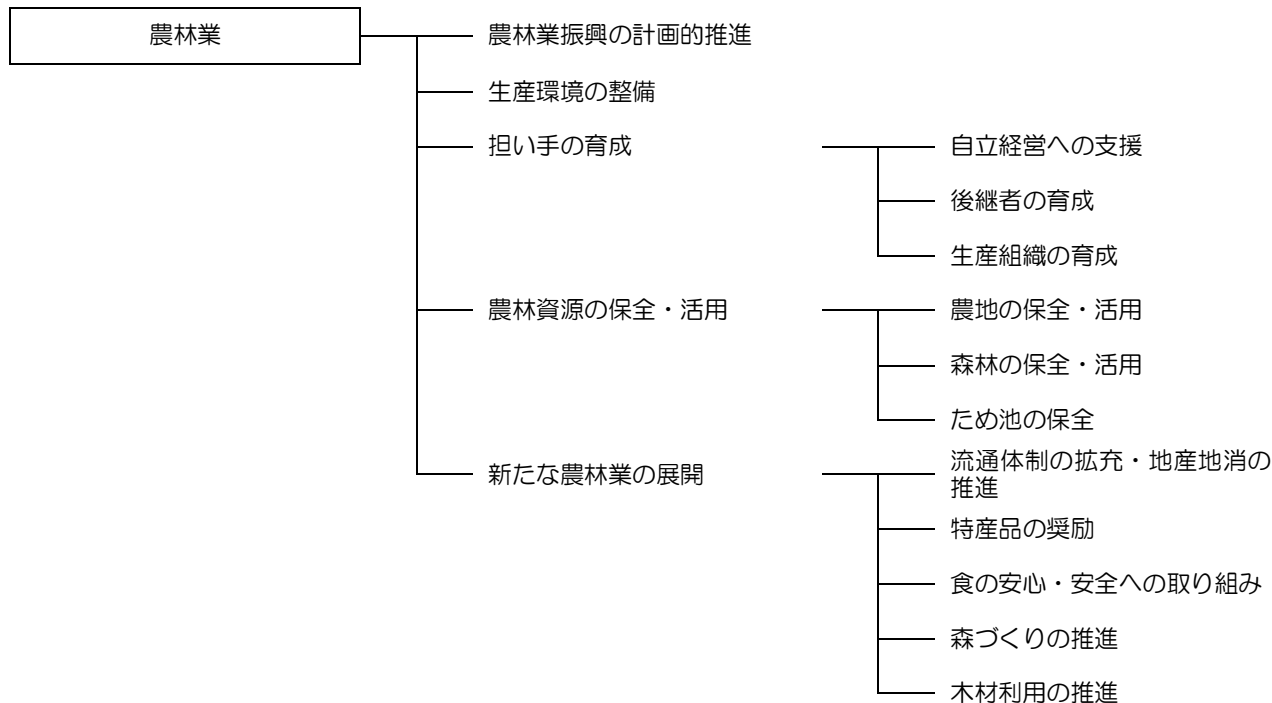 農林業
農林業振興の計画的推進
生産環境の整備
担い手の育成
自立経営への支援
後継者の育成
生産組織の育成
農林資源の保全・活用
農地の保全・活用
森林の保全・活用
ため池の保全
新たな農林業の展開
流通体制の拡充・地産地消の
推進
特産品の奨励
食の安心・安全への取り組み
森づくりの推進
木材利用の推進